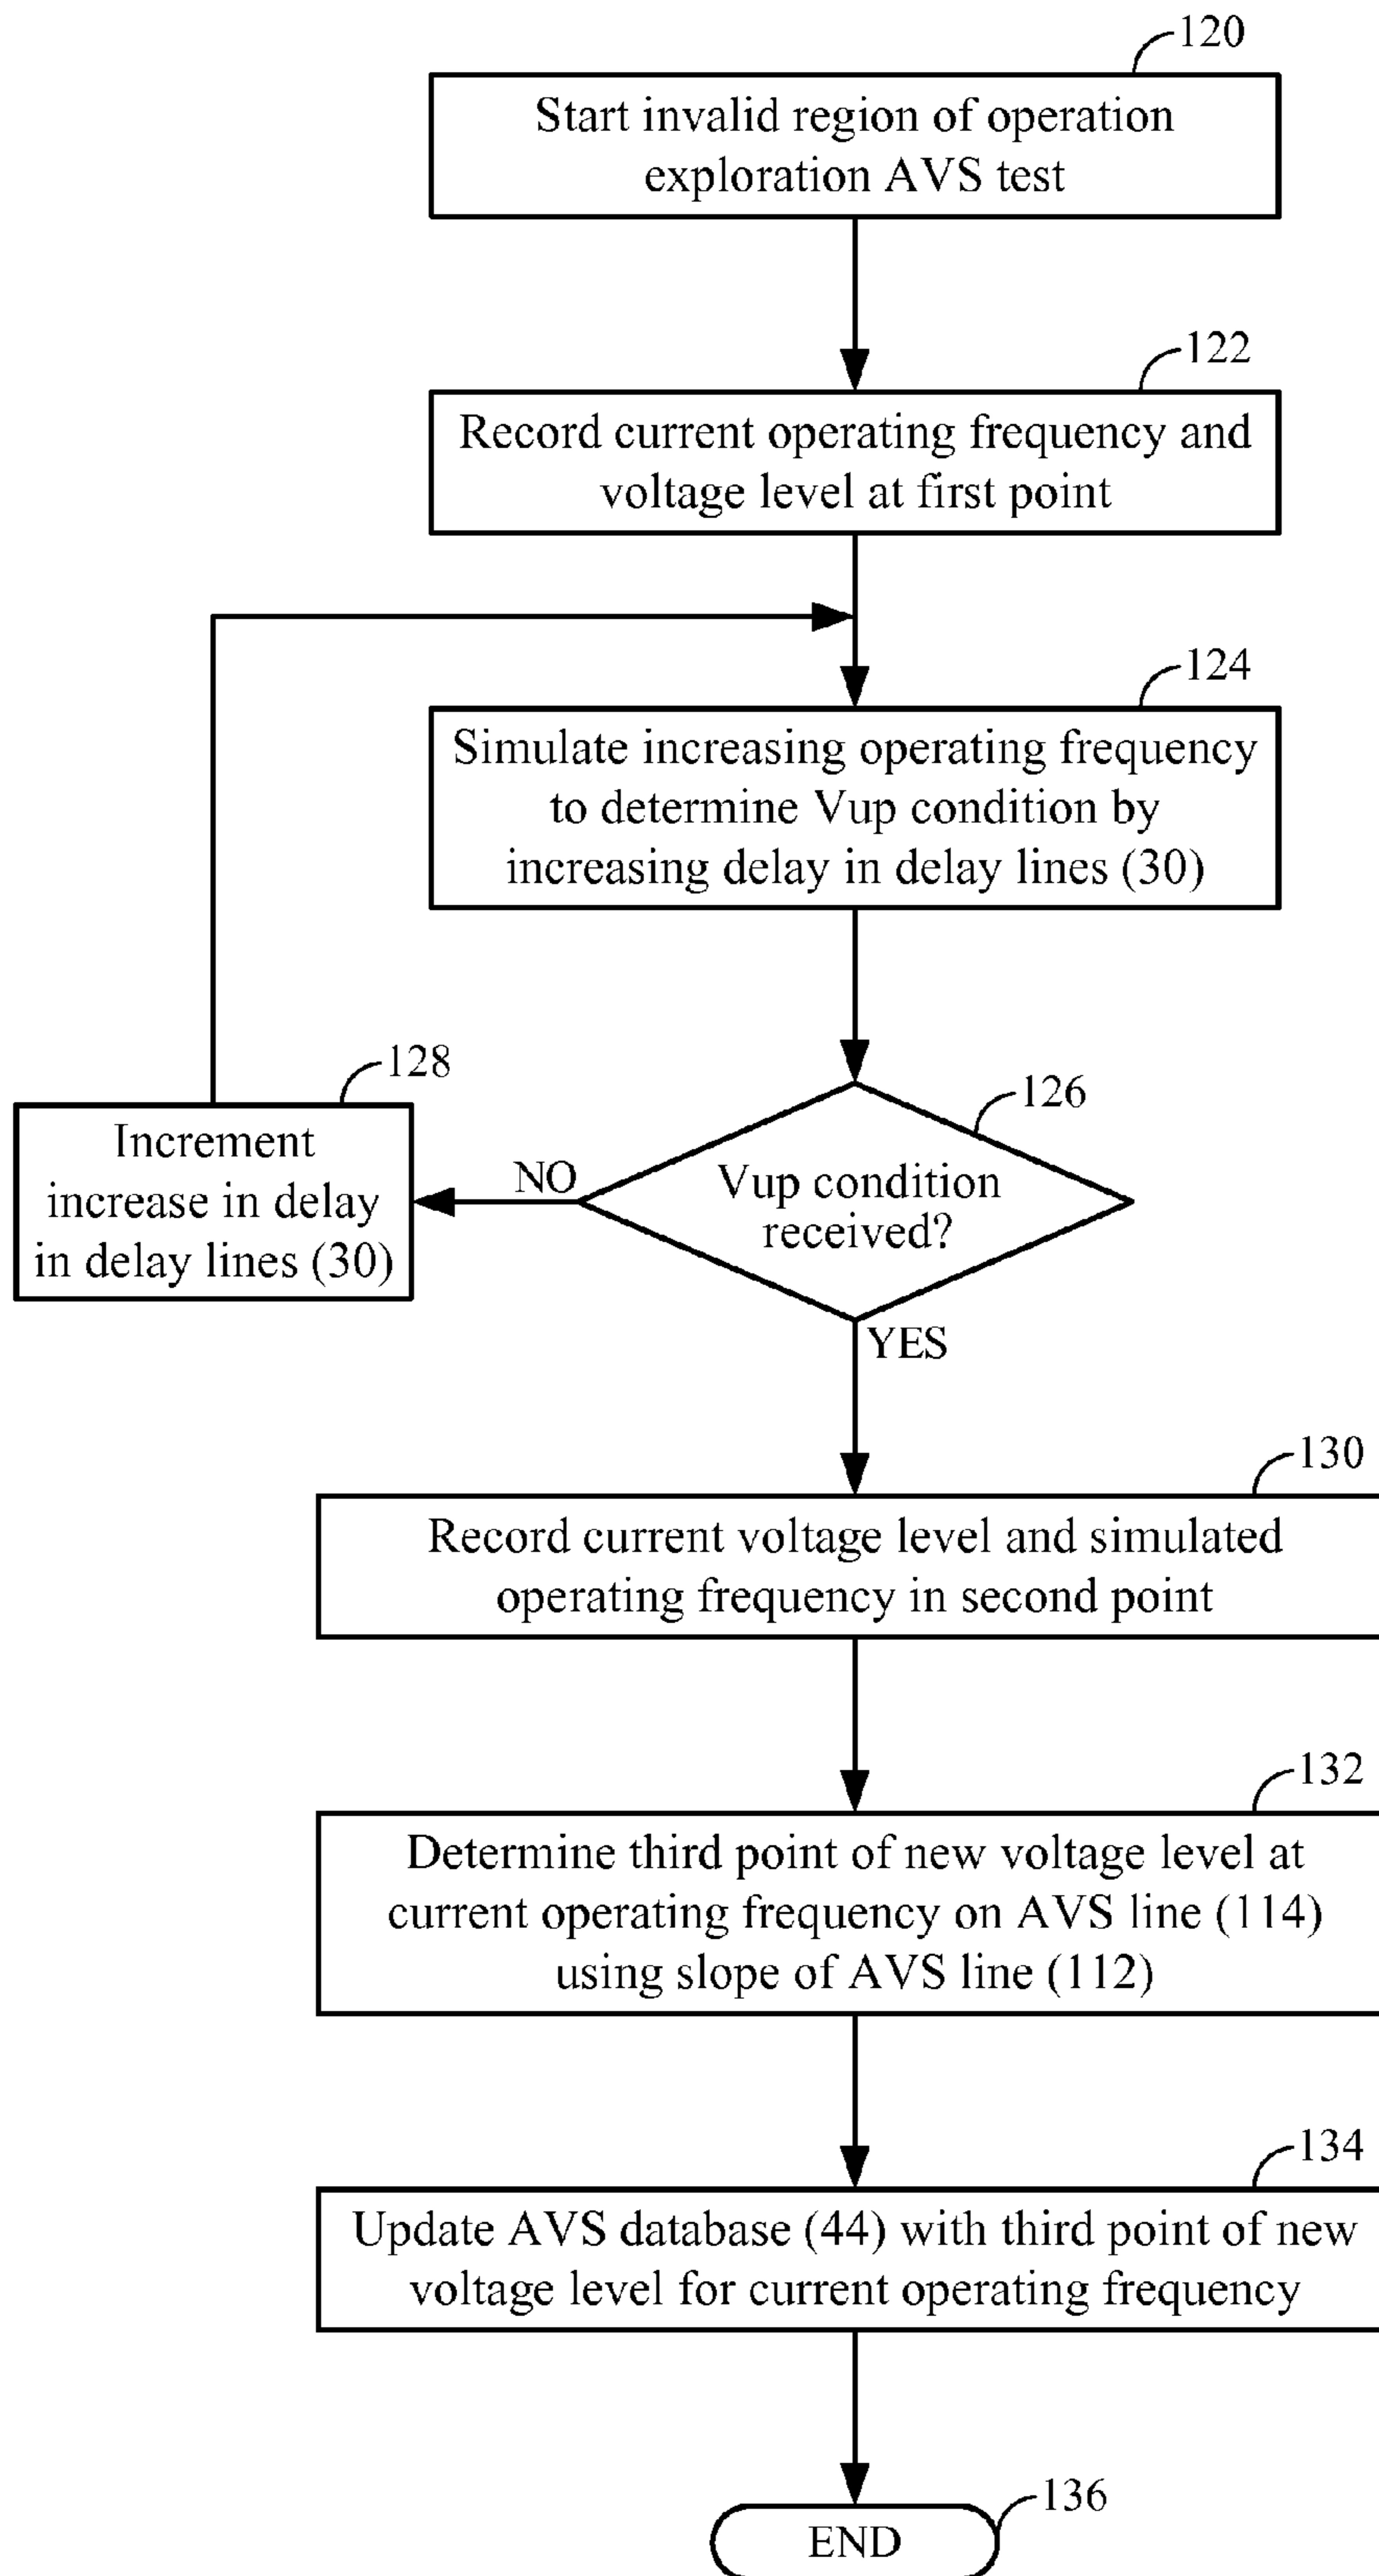 120
Start invalid region of operation
exploration AVS test
122
Record current operating frequency and
voltage level at first point
124
Simulate increasing operating frequency
to determine Vup condition by
increasing delay in delay lines (30)
128
Increment
increase in delay
in delay lines (30)
NO
126
Vup condition
received?
YES
130
Record current voltage level and simulated
operating frequency in second point
132
Determine third point of new voltage level at
current operating frequency on AVS line (114)
using slope of AVS line (112)
134
Update AVS database (44) with third point of new
voltage level for current operating frequency
136
END